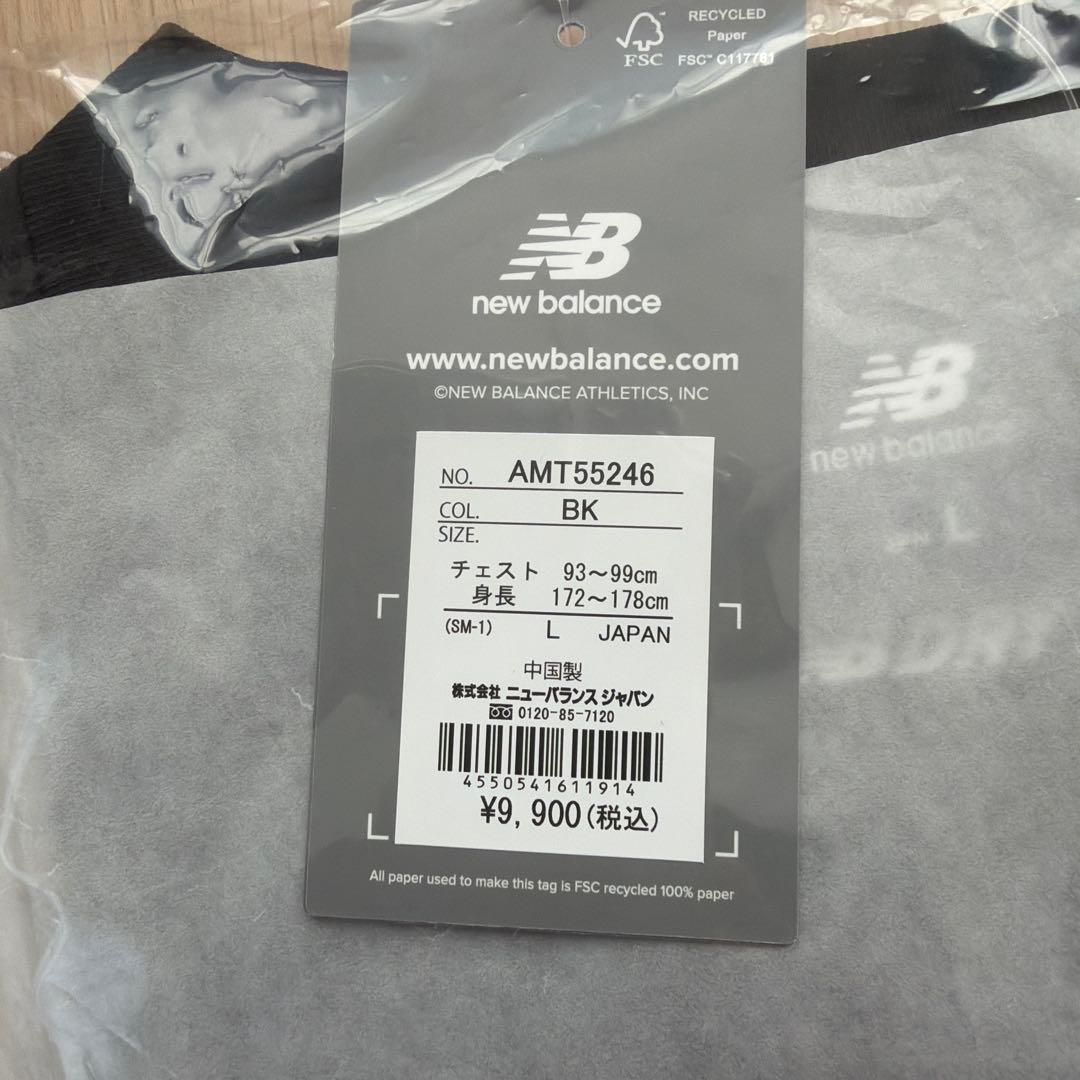 RECYCLED
Paper
FSC
FSC™ C117781
NB
new balance
www.newbalance.com
©NEW BALANCE ATHLETICS, INC
NO. AMT55246
COL. BK
SIZE.
チェスト 93～99cm
身長 172～178cm
(SM-1) L JAPAN
中国製
株式会社 ニューバランス ジャパン
0120-85-7120
4550541611914
¥9,900(税込)
All paper used to make this tag is FSC recycled 100% paper
NB
new balance
L